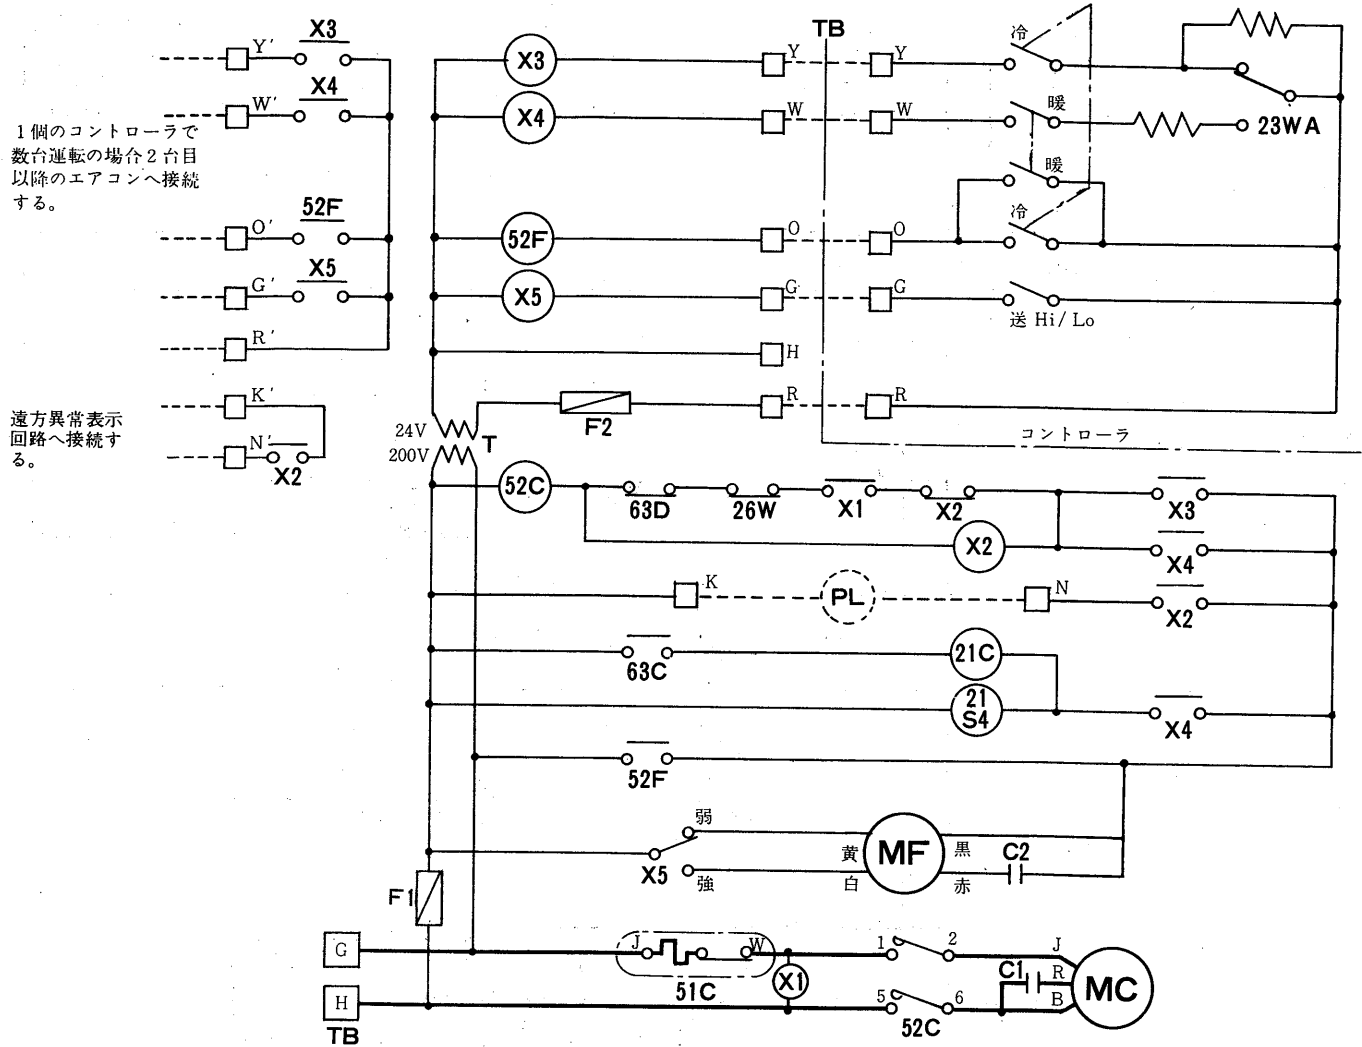 X3
Y'
X4
W'
1個のコントローラで
数台運転の場合2台目
以降のエアコンへ接続
する。
52F
O'
X5
G'
R'
遠方異常表示
回路へ接続す
る。
K'
N'
X2
X3
X4
52F
X5
TB
Y
Y
冷
W
W
暖
23WA
暖
O
O
冷
G
G
送 Hi/Lo
H
F2
R
R
コントローラ
24V
200V
T
52C
63D
26W
X1
X2
X3
X2
X4
K
PL
N
X2
63C
21C
21
S4
X4
52F
弱
X5
強
黄
白
MF
黒
赤
C2
F1
G
J
W
51C
X1
1
2
J
C1
R
B
MC
H
TB
5
6
52C